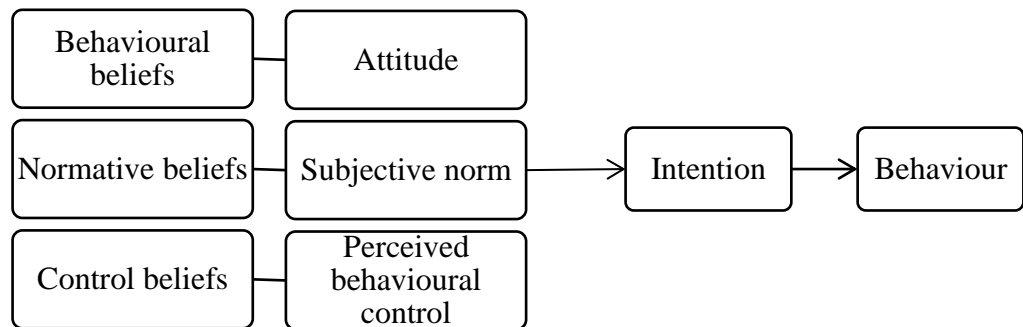 Behavioural
beliefs
Attitude
Normative beliefs
Subjective norm
Intention
Behaviour
Control beliefs
Perceived
behavioural
control